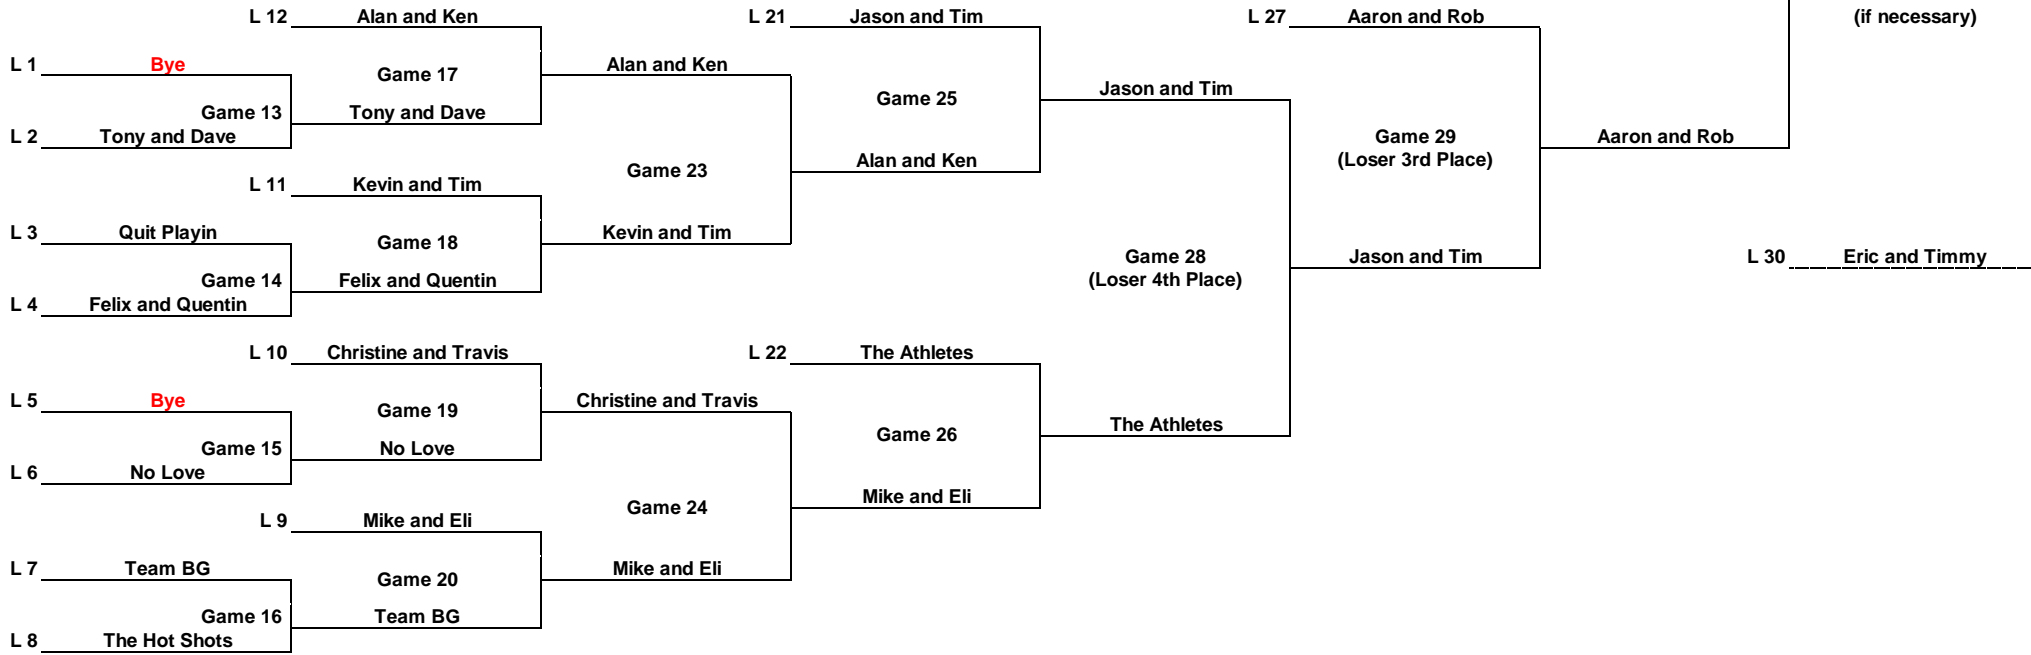 L 12 Alan and Ken L 21 Jason and Tim L 27 Aaron and Rob (if necessary)
L 1 Bye Game 17 Alan and Ken
Jason and Tim
Game 25
Game 13 Tony and Dave
L 2 Tony and Dave Game 29 Aaron and Rob
Alan and Ken (Loser 3rd Place)
Game 23
L 11 Kevin and Tim
L 3 Quit Playin Game 18 Kevin and Tim
Game 28 Jason and Tim L 30 Eric and Timmy
Game 14 Felix and Quentin (Loser 4th Place)
L 4 Felix and Quentin
L 10 Christine and Travis L 22 The Athletes
L 5 Bye Game 19 Christine and Travis
The Athletes
Game 26
Game 15 No Love
L 6 No Love
Mike and Eli
Game 24
L 9 Mike and Eli
L 7 Team BG Game 20 Mike and Eli
Game 16 Team BG
L 8 The Hot Shots